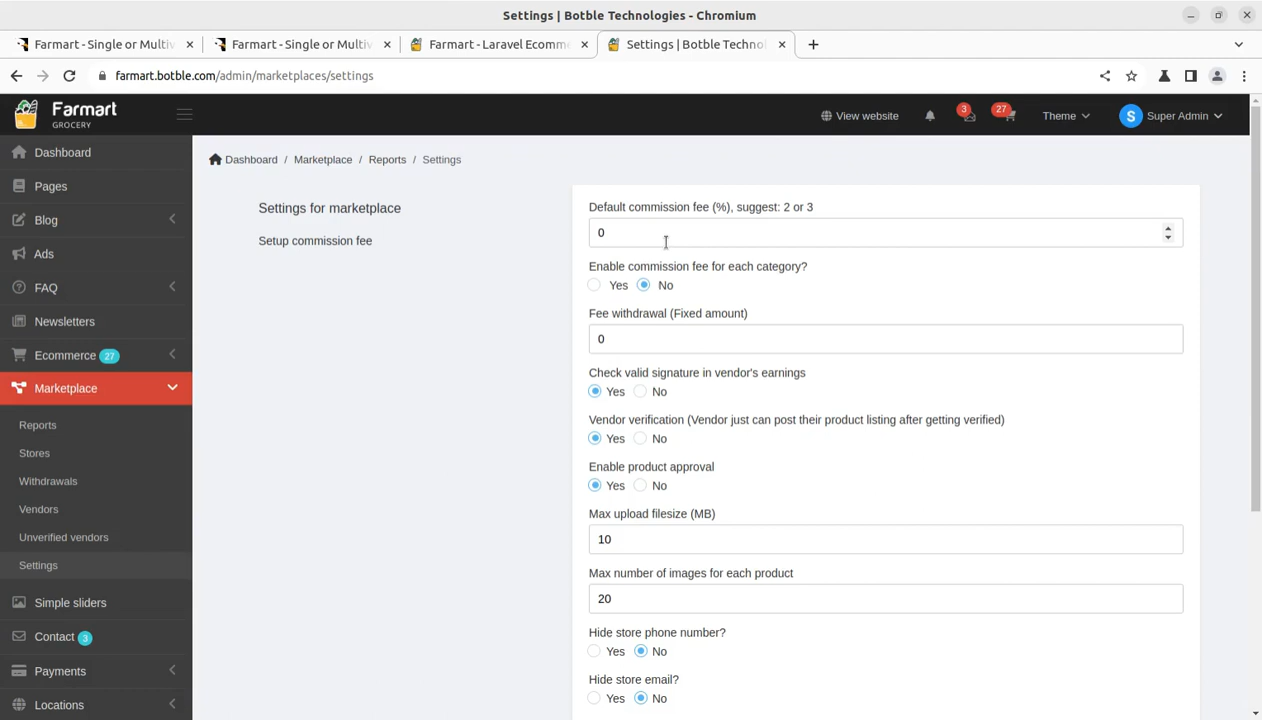 Settings | Botble Technologies - Chromium
Farmart - Single or Multiv
Farmart - Single or Multiv
Farmart - Laravel Ecomme
Settings | Botble Technol
farmart.botble.com/admin/marketplaces/settings
Farmart
GROCERY
View website
3
27
Theme
S
Super Admin
Dashboard
Pages
Blog
Ads
FAQ
Newsletters
Ecommerce 27
Marketplace
Reports
Stores
Withdrawals
Vendors
Unverified vendors
Settings
Simple sliders
Contact 3
Payments
Locations
Dashboard / Marketplace / Reports / Settings
Settings for marketplace
Setup commission fee
Default commission fee (%), suggest: 2 or 3
0
Enable commission fee for each category?
Yes No
Fee withdrawal (Fixed amount)
0
Check valid signature in vendor's earnings
Yes No
Vendor verification (Vendor just can post their product listing after getting verified)
Yes No
Enable product approval
Yes No
Max upload filesize (MB)
10
Max number of images for each product
20
Hide store phone number?
Yes No
Hide store email?
Yes No